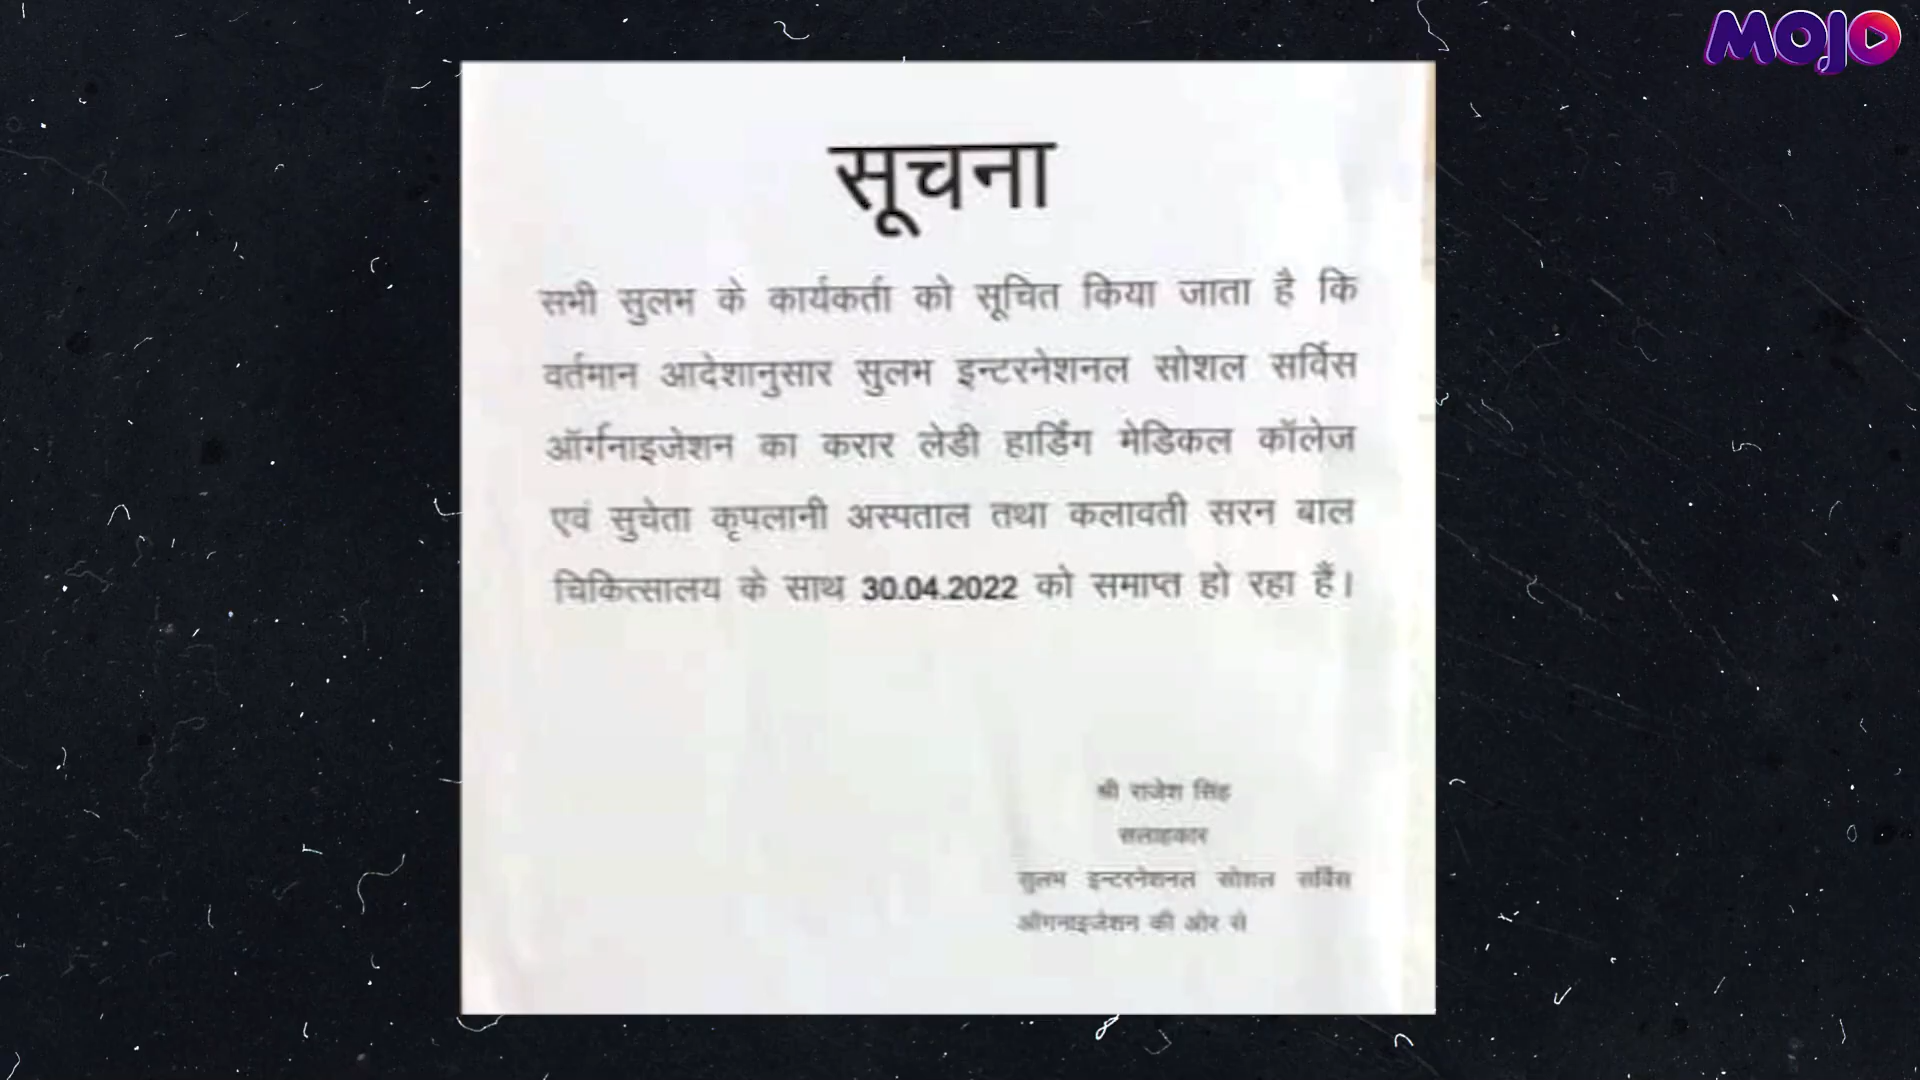 MOJO
सूचना
सभी सुलभ के कार्यकर्ता को सूचित किया जाता है कि
वर्तमान आदेशानुसार सुलभ इन्टरनेशनल सोशल सर्विस
ऑर्गनाइजेशन का करार लेडी हार्डिंग मेडिकल कॉलेज
एवं सुचेता कृपलानी अस्पताल तथा कलावती सरन बाल
चिकित्सालय के साथ 30.04.2022 को समाप्त हो रहा हैं।
श्री राजेश सिंह
सलाहकार
सुलभ इन्टरनेशनल सोशल सर्विस
ऑगनाइजेशन की ओर से